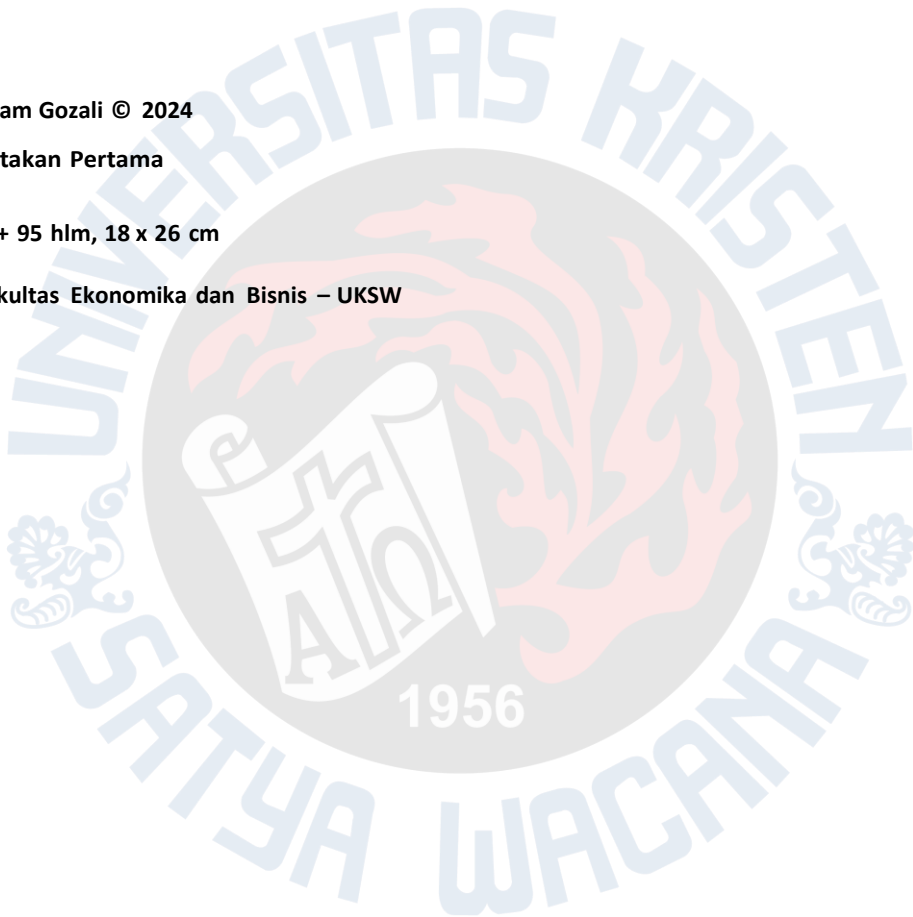 am Gozali © 2024
takan Pertama
+ 95 hlm, 18 x 26 cm
kultas Ekonomika dan Bisnis – UKSW
UNIVERSITAS KRISTEN
SATYA WACANA
ΑΩ
1956